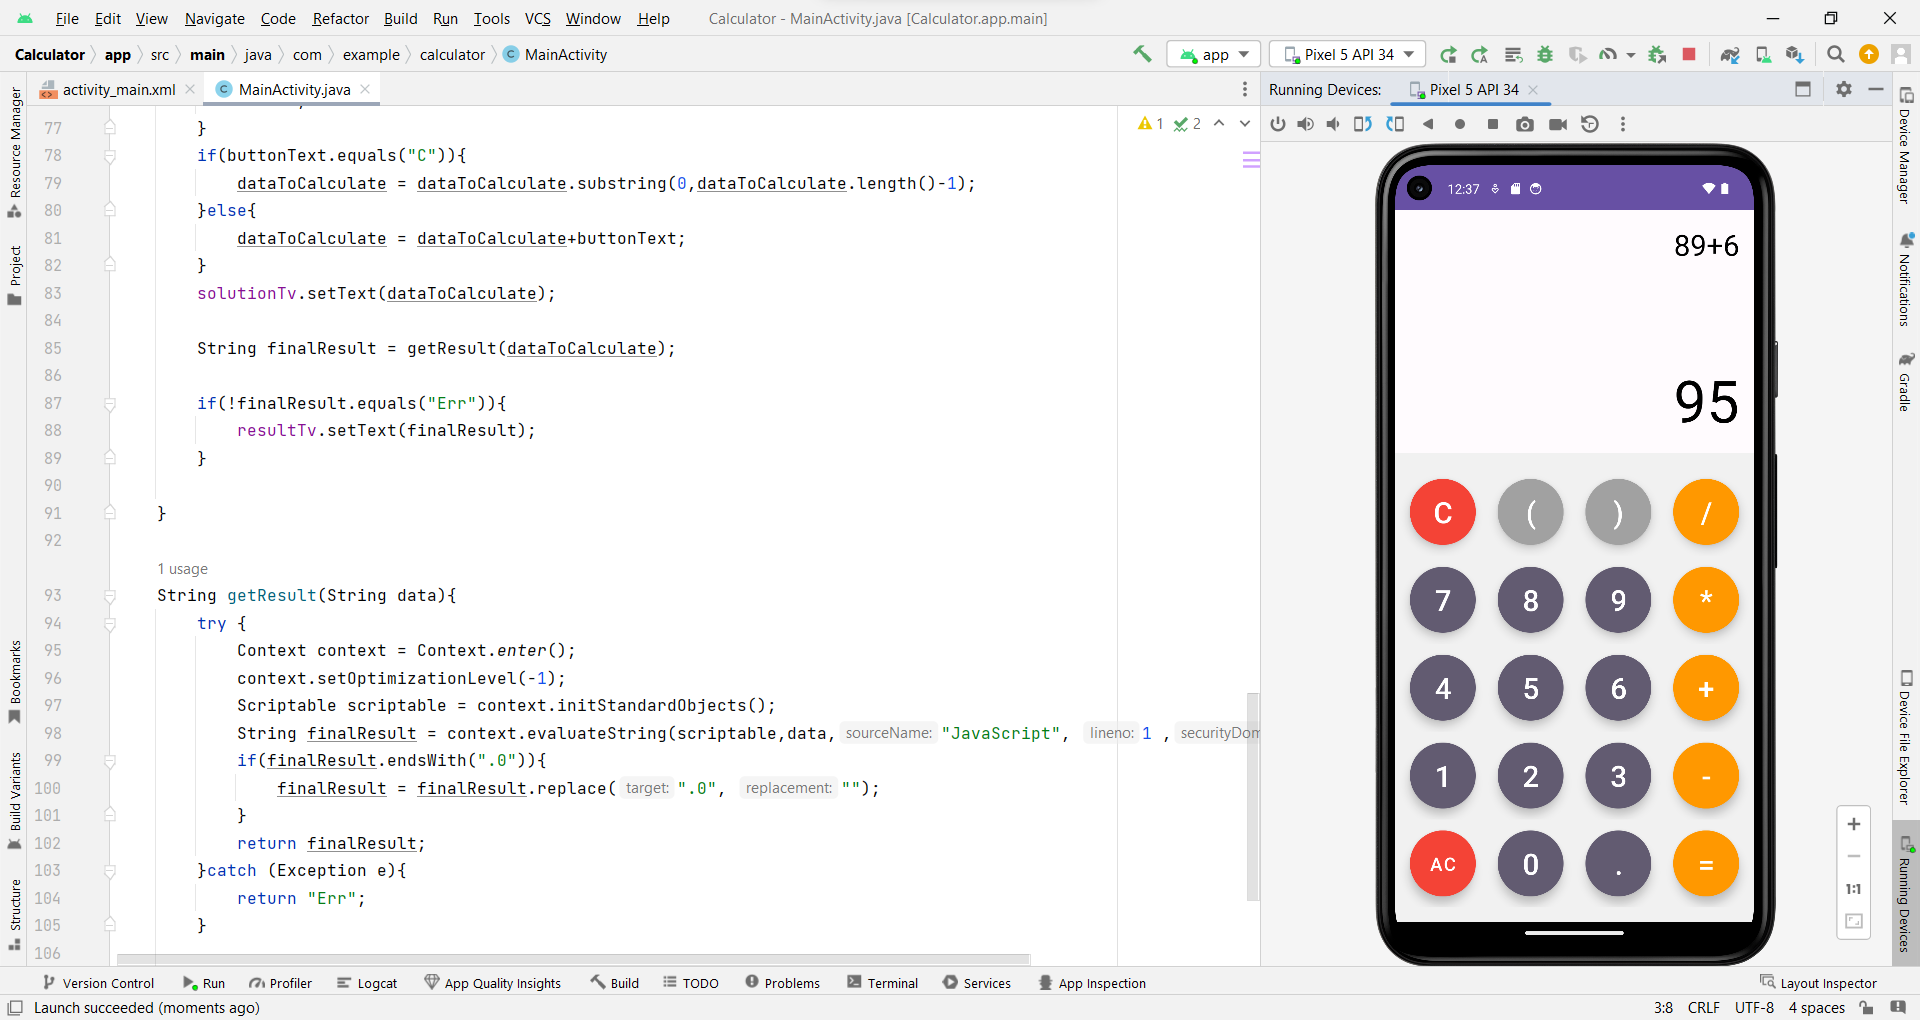 File Edit View Navigate Code Refactor Build Run Tools VCS Window Help Calculator - MainActivity.java [Calculator.app.main]
Calculator app src main java com example calculator C MainActivity app Pixel 5 API 34
activity_main.xml C MainActivity.java Running Devices: Pixel 5 API 34
1 2
77 }
78 if(buttonText.equals("C")){
79 dataToCalculate = dataToCalculate.substring(0,dataToCalculate.length()-1);
80 }else{
81 dataToCalculate = dataToCalculate+buttonText;
82 }
83 solutionTv.setText(dataToCalculate);
84
85 String finalResult = getResult(dataToCalculate);
86
87 if(!finalResult.equals("Err")){
88 resultTv.setText(finalResult);
89 }
90
91 }
92
1 usage
93 String getResult(String data){
94 try {
95 Context context = Context.enter();
96 context.setOptimizationLevel(-1);
97 Scriptable scriptable = context.initStandardObjects();
98 String finalResult = context.evaluateString(scriptable,data, sourceName: "JavaScript", lineno: 1 , securityDom
99 if(finalResult.endsWith(".0")){
100 finalResult = finalResult.replace( target: ".0", replacement: "");
101 }
102 return finalResult;
103 }catch (Exception e){
104 return "Err";
105 }
106
12:37
89+6
95
C ( ) /
7 8 9 *
4 5 6 +
1 2 3 -
AC 0 . =
+
−
1:1
Resource Manager
Project
Bookmarks
Build Variants
Structure
Device Manager
Notifications
Gradle
Device File Explorer
Running Devices
Version Control Run Profiler Logcat App Quality Insights Build TODO Problems Terminal Services App Inspection Layout Inspector
Launch succeeded (moments ago) 3:8 CRLF UTF-8 4 spaces